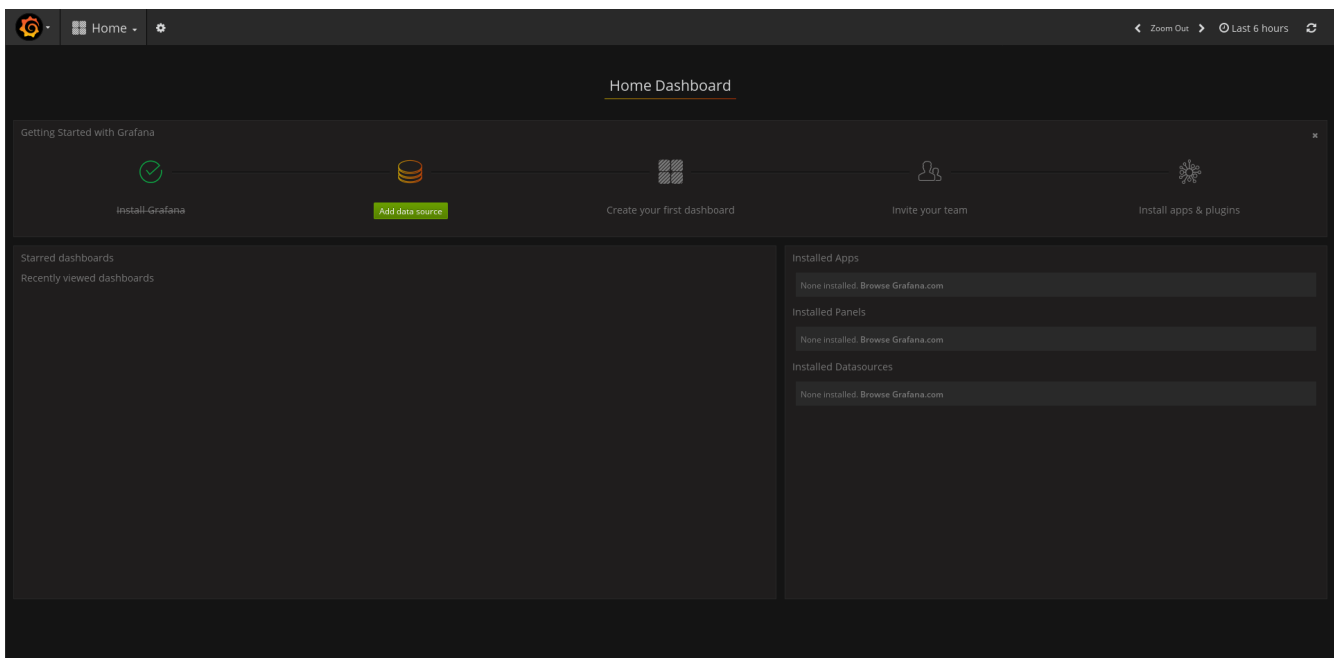 Home
Zoom Out
Last 6 hours
Home Dashboard
Getting Started with Grafana
Install Grafana
Add data source
Create your first dashboard
Invite your team
Install apps & plugins
Starred dashboards
Recently viewed dashboards
Installed Apps
None installed. Browse Grafana.com
Installed Panels
None installed. Browse Grafana.com
Installed Datasources
None installed. Browse Grafana.com